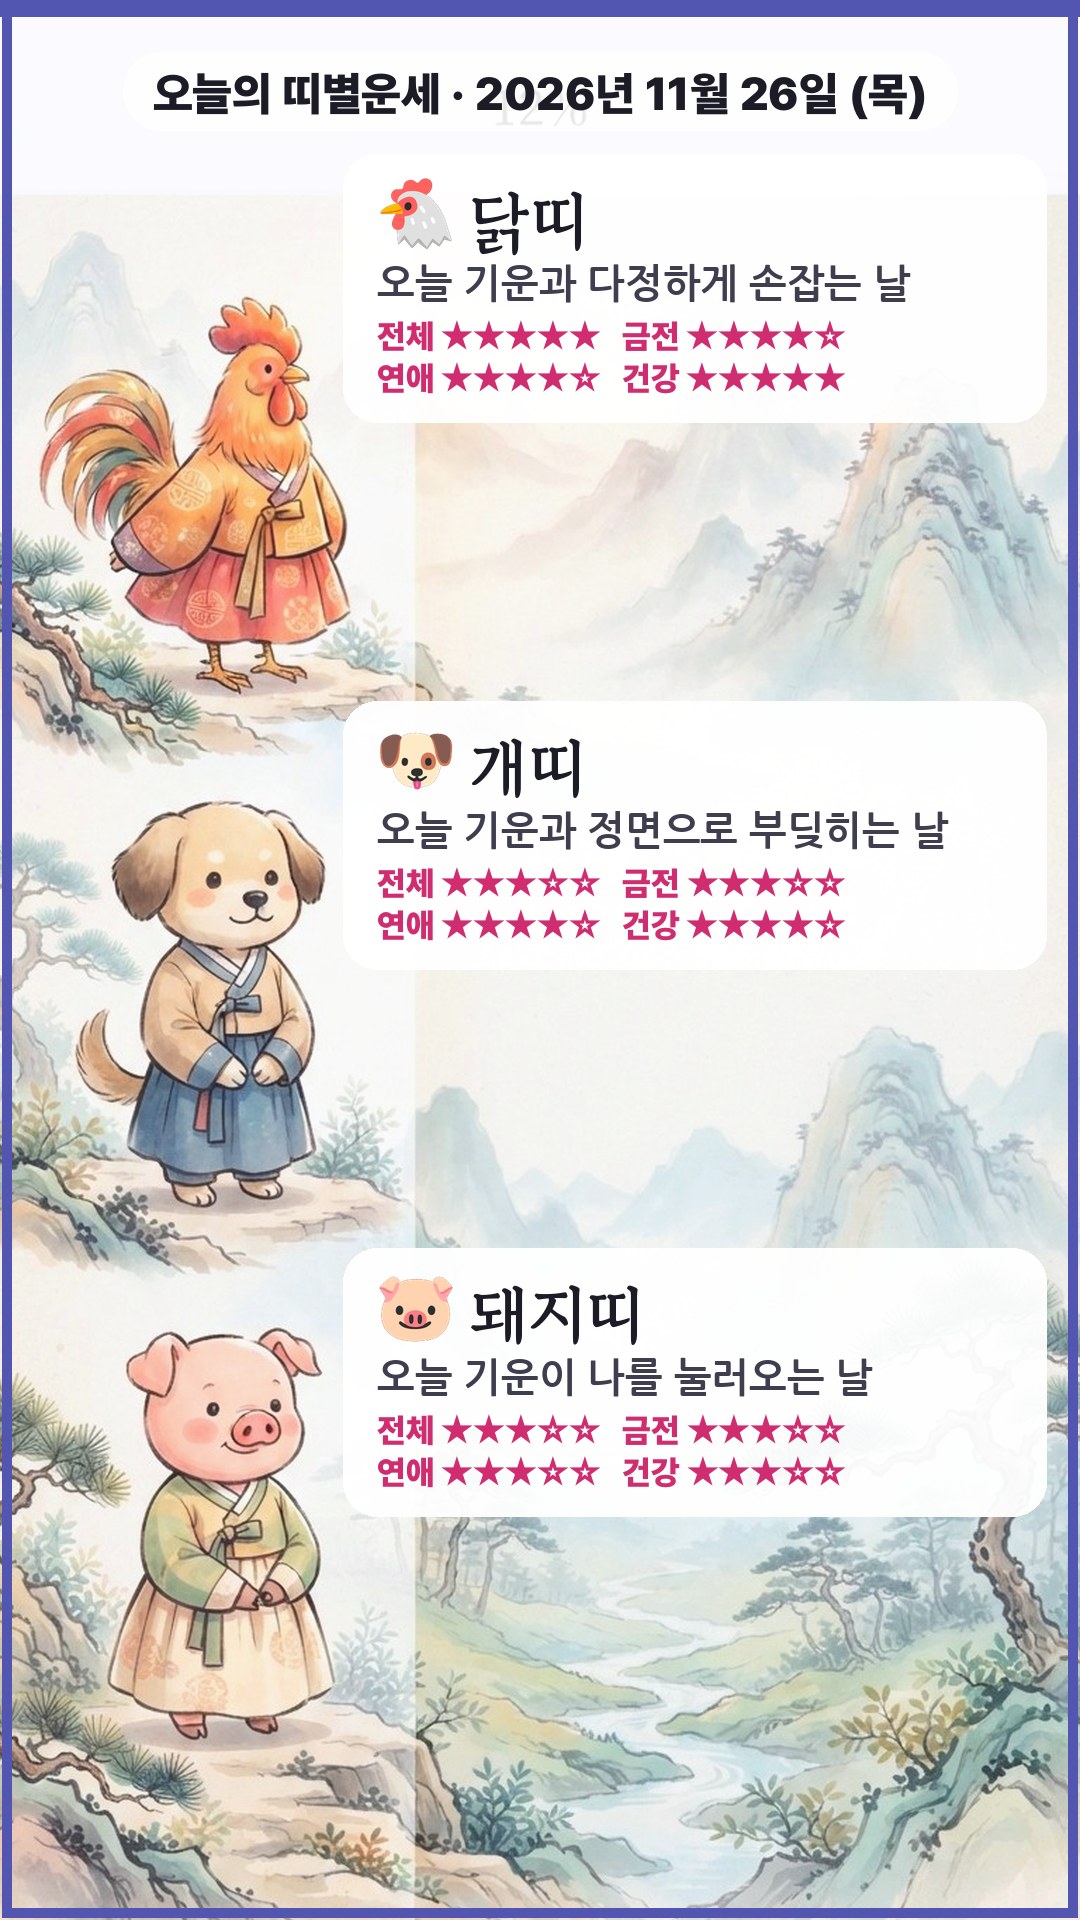 오늘의 띠별운세 · 2026년 11월 26일 (목)
12%
닭띠
오늘 기운과 다정하게 손잡는 날
전체 ★★★★★ 금전 ★★★★☆
연애 ★★★★☆ 건강 ★★★★★
개띠
오늘 기운과 정면으로 부딪히는 날
전체 ★★★☆☆ 금전 ★★★☆☆
연애 ★★★★☆ 건강 ★★★★☆
돼지띠
오늘 기운이 나를 눌러오는 날
전체 ★★★☆☆ 금전 ★★★☆☆
연애 ★★★☆☆ 건강 ★★★☆☆